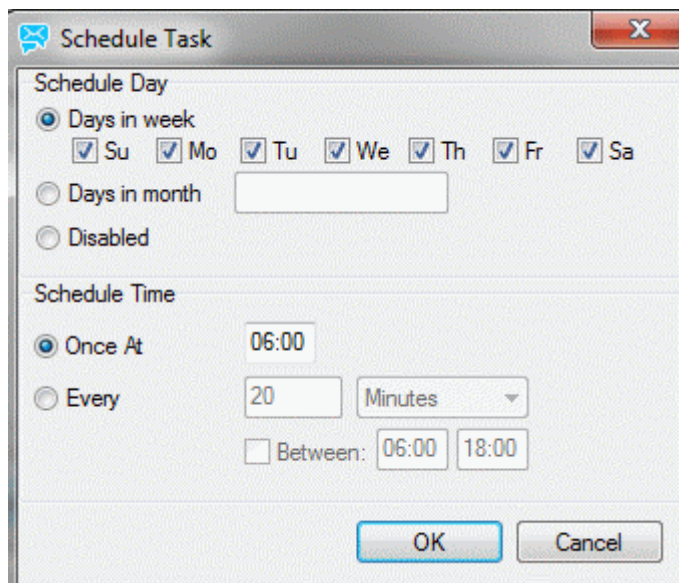 Schedule Task
Schedule Day
Days in week
Su Mo Tu We Th Fr Sa
Days in month
Disabled
Schedule Time
Once At 06:00
Every 20 Minutes
Between: 06:00 18:00
OK Cancel